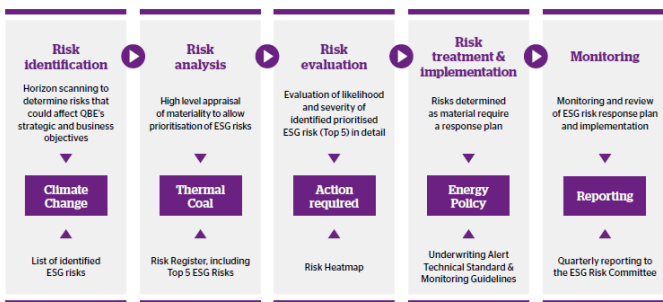 Risk
identification
Horizon scanning to
determine risks that
could affect QBE's
strategic and business
objectives
Climate
Change
List of identified
ESG risks
Risk
analysis
High level appraisal
of materiality to allow
prioritisation of ESG risks
Thermal
Coal
Risk Register, including
Top 5 ESG Risks
Risk
evaluation
Evaluation of likelihood
and severity of
identified prioritised
ESG risk (Top 5) in detail
Action
required
Risk Heatmap
Risk
treatment &
implementation
Risks determined
as material require
a response plan
Energy
Policy
Underwriting Alert
Technical Standard &
Monitoring Guidelines
Monitoring
Monitoring and review
of ESG risk response plan
and implementation
Reporting
Quarterly reporting to
the ESG Risk Committee